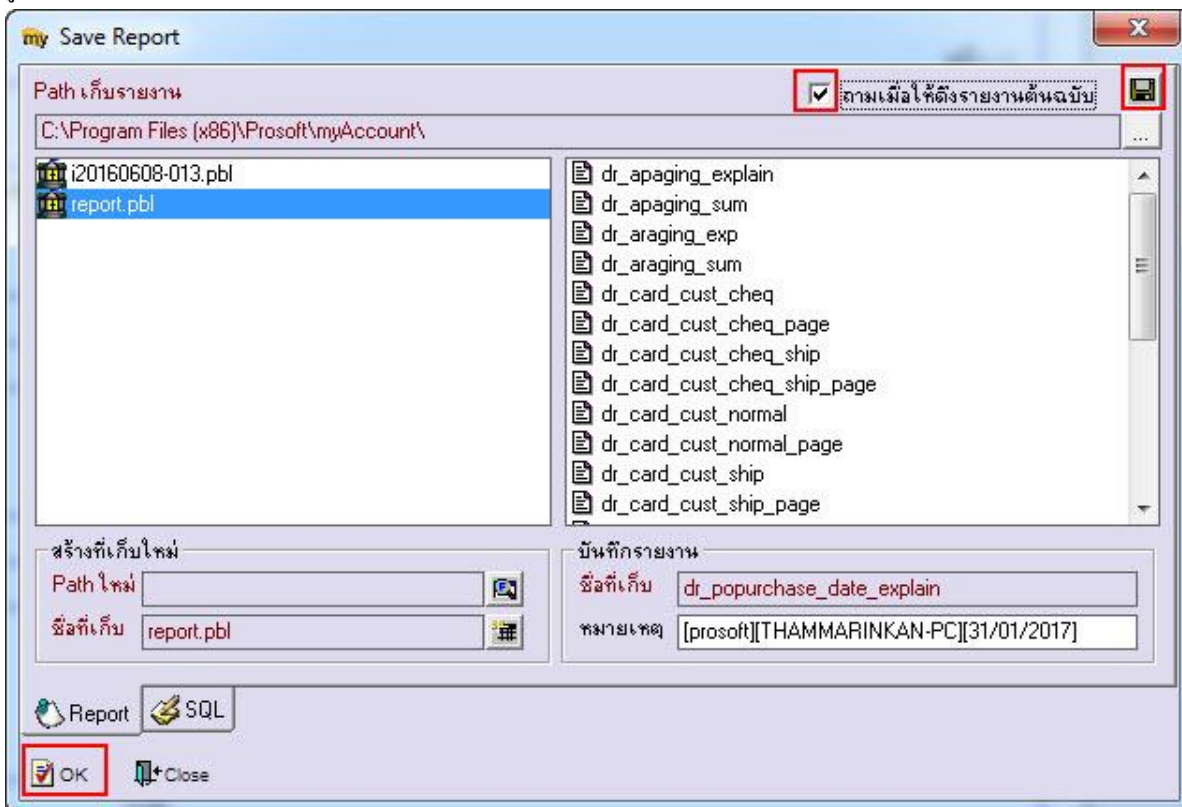 my Save Report
Path เก็บรายงาน
ถามเมื่อให้ดึงรายงานต้นฉบับ
C:\Program Files (x86)\Prosoft\myAccount\
...
i20160608-013.pbl
report.pbl
dr_apaging_explain
dr_apaging_sum
dr_araging_exp
dr_araging_sum
dr_card_cust_cheq
dr_card_cust_cheq_page
dr_card_cust_cheq_ship
dr_card_cust_cheq_ship_page
dr_card_cust_normal
dr_card_cust_normal_page
dr_card_cust_ship
dr_card_cust_ship_page
สร้างที่เก็บใหม่
Path ใหม่
ชื่อที่เก็บ report.pbl
บันทึกรายงาน
ชื่อที่เก็บ dr_popurchase_date_explain
หมายเหตุ [prosoft][THAMMARINKAN-PC][31/01/2017]
Report SQL
OK Close